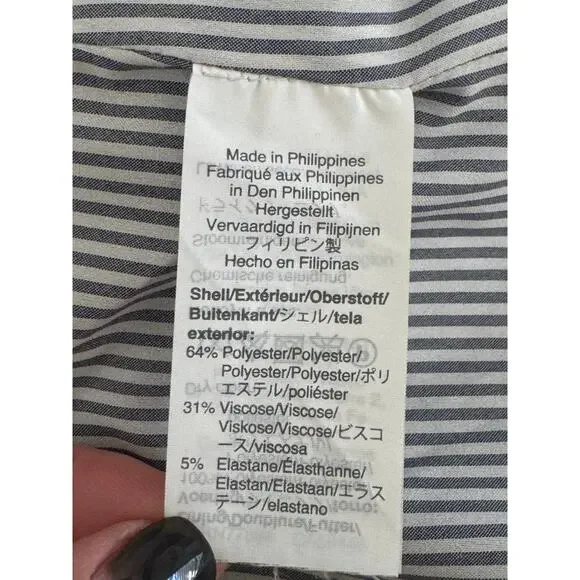 Made in Philippines
Fabriqué aux Philippines
in Den Philippinen
Hergestellt
Vervaardigd in Filipijnen
フィリピン製
Hecho en Filipinas
Shell/Extérieur/Oberstoff/
Buitenkant/シェル/tela
exterior:
64% Polyester/Polyester/
Polyester/Polyester/ポリ
エステル/poliéster
31% Viscose/Viscose/
Viskose/Viscose/ビスコ
ース/viscosa
5% Elastane/Élasthanne/
Elastan/Elastaan/エラス
テーン/elastano